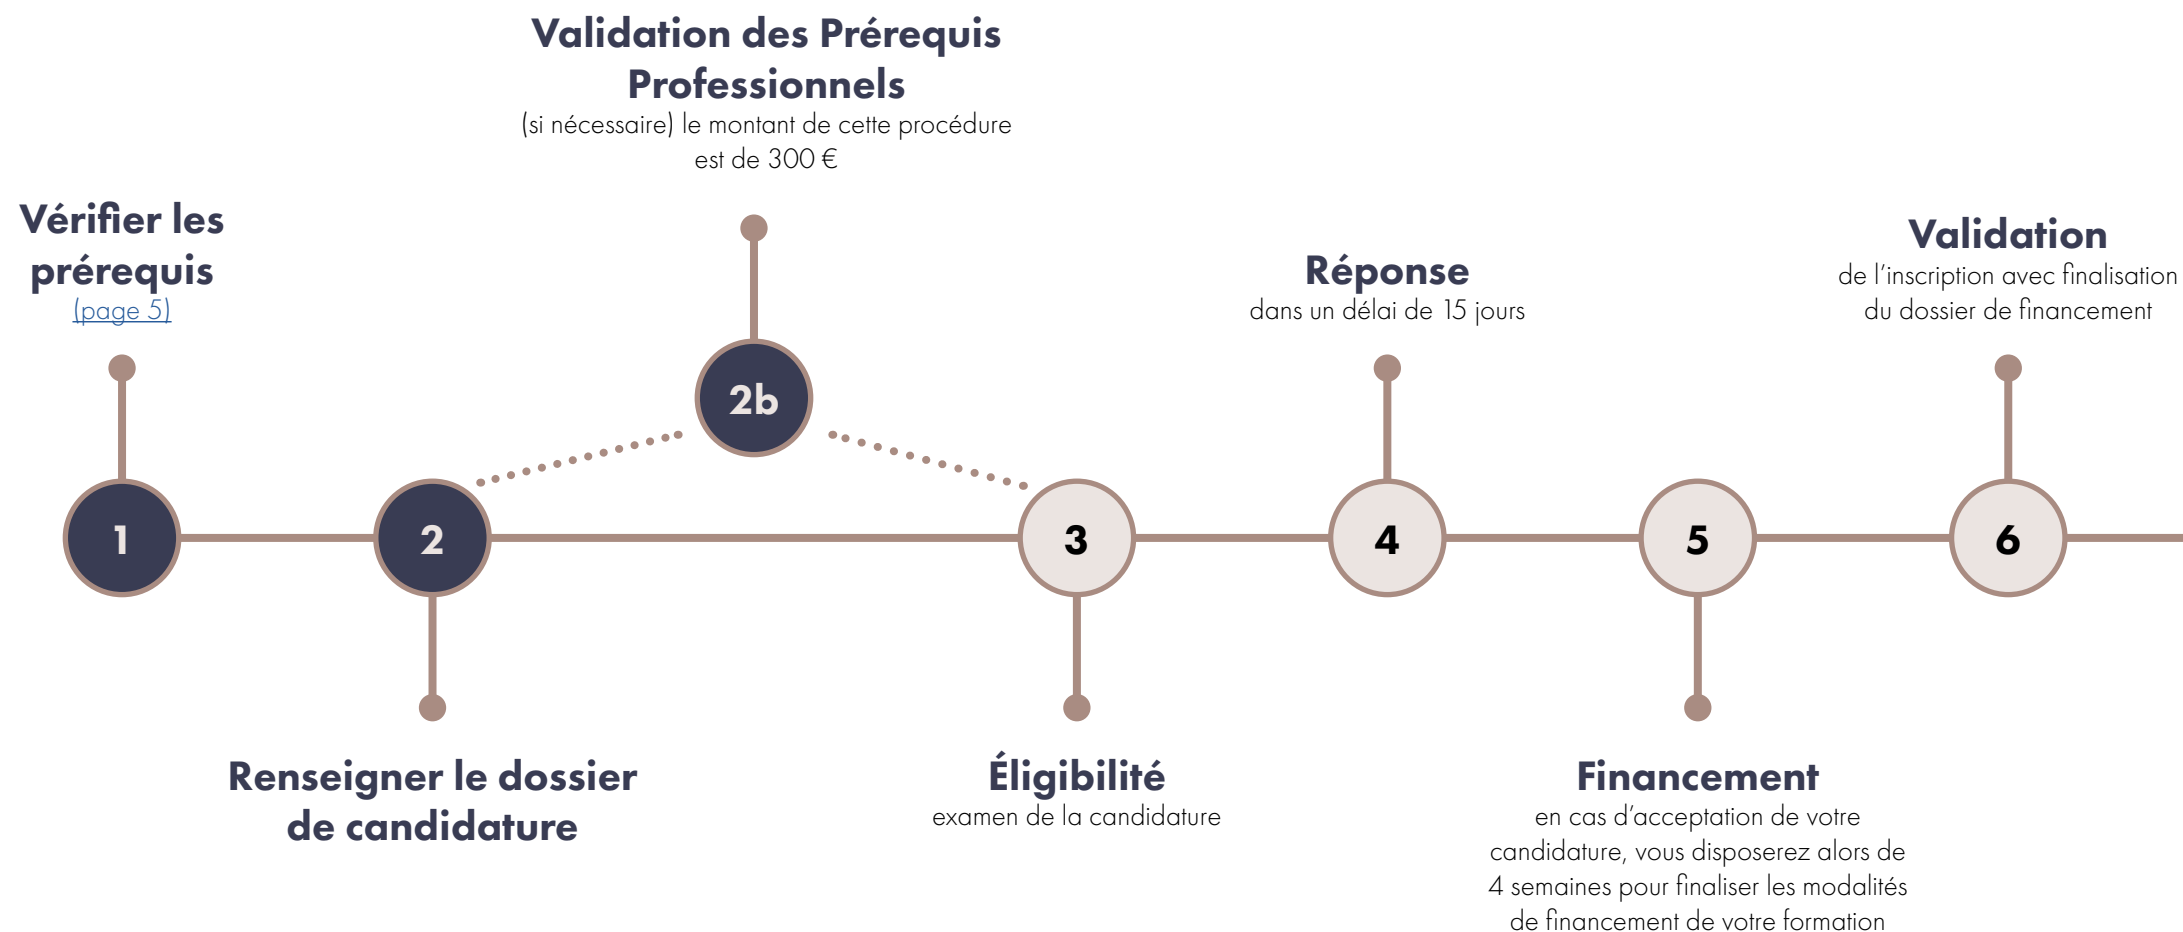 Validation des Prérequis
Professionnels
(si nécessaire) le montant de cette procédure
est de 300 €
Vérifier les
prérequis
(page 5)
Réponse
dans un délai de 15 jours
Validation
de l’inscription avec finalisation
du dossier de financement
2b
1
2
3
4
5
6
Renseigner le dossier
de candidature
Éligibilité
examen de la candidature
Financement
en cas d’acceptation de votre
candidature, vous disposerez alors de
4 semaines pour finaliser les modalités
de financement de votre formation